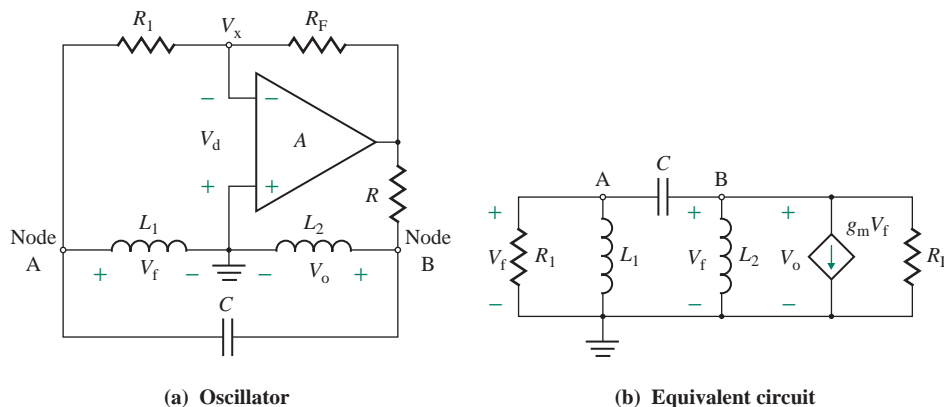 R1 Vx RF
− −
Vd A
+ +
R
Node L1 L2 Node
A + Vf − − Vo + B
C
(a) Oscillator
A C B
+ + + gmVf
Vf R1 L1 Vf L2 Vo
− − −
(b) Equivalent circuit